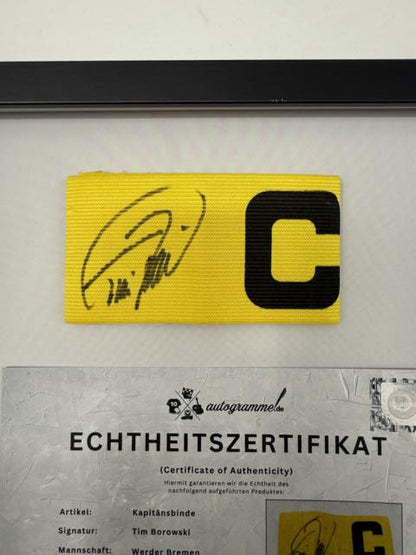 C
autogramme.de
ECHTHEITSZERTIFIKAT
(Certificate of Authenticity)
Hiermit garantieren wir die Echtheit des
nachfolgend aufgeführten Produktes:
Artikel: Kapitänsbinde
Signatur: Tim Borowski
Mannschaft: Werder Bremen
C